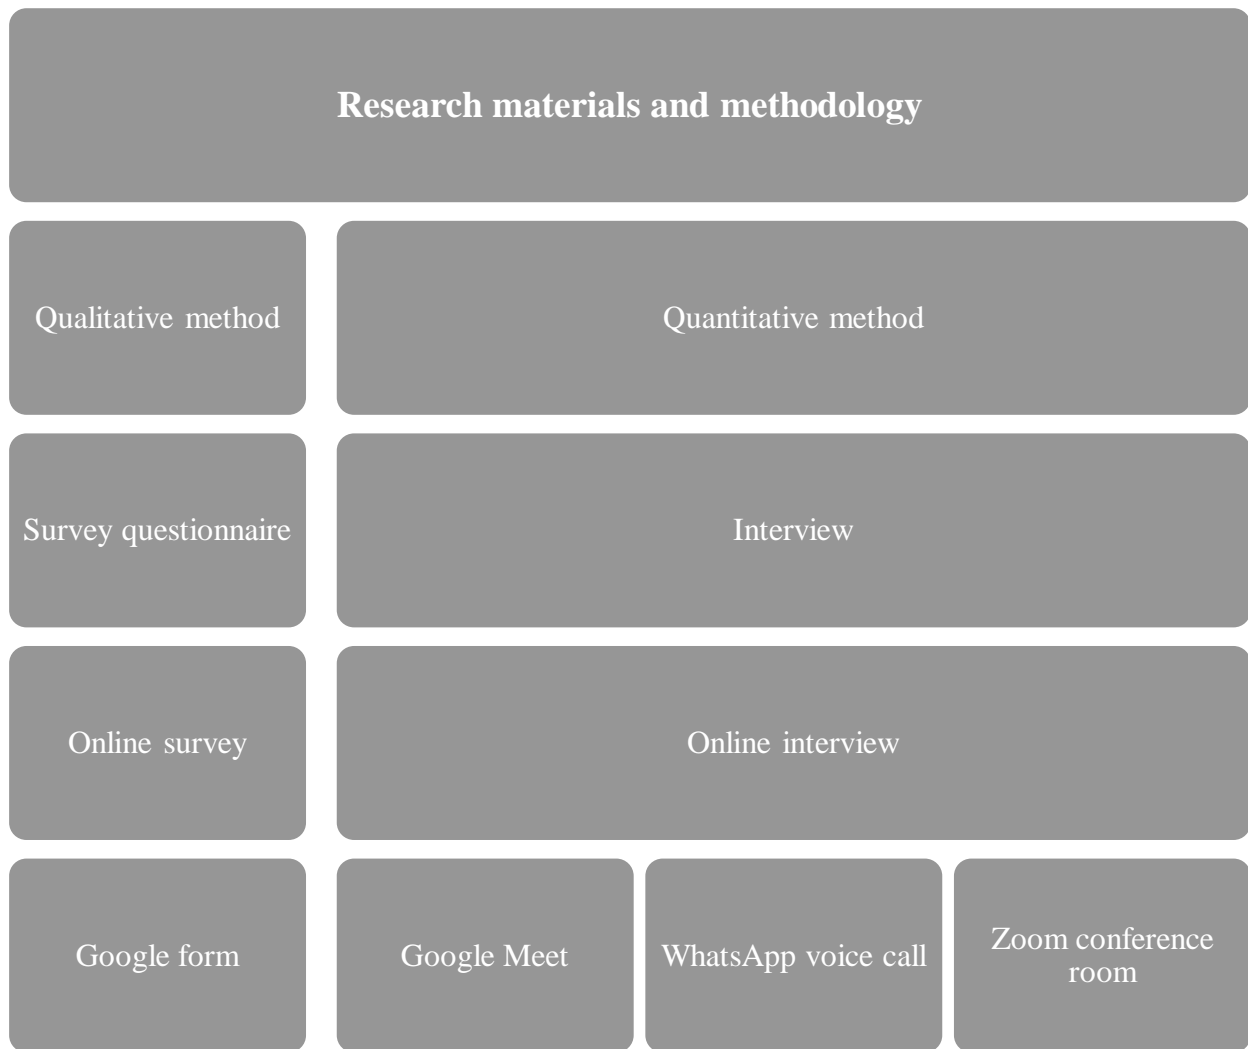 Research materials and methodology
Qualitative method
Quantitative method
Survey questionnaire
Interview
Online survey
Online interview
Google form
Google Meet
WhatsApp voice call
Zoom conference
room